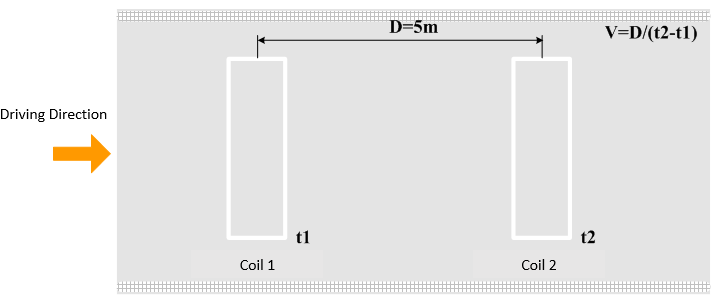 D=5m
V=D/(t2-t1)
Driving Direction
t1
t2
Coil 1
Coil 2